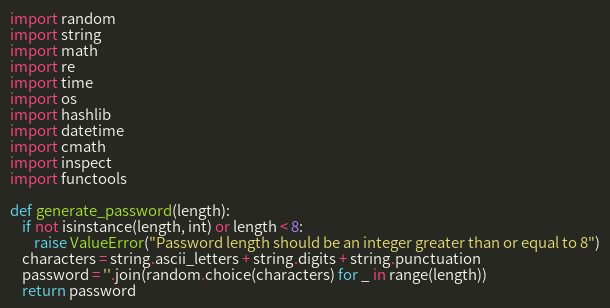 import random
import string
import math
import re
import time
import os
import hashlib
import datetime
import cmath
import inspect
import functools

def generate_password(length):
    if not isinstance(length, int) or length < 8:
        raise ValueError("Password length should be an integer greater than or equal to 8")
    characters = string.ascii_letters + string.digits + string.punctuation
    password = ''.join(random.choice(characters) for _ in range(length))
    return password